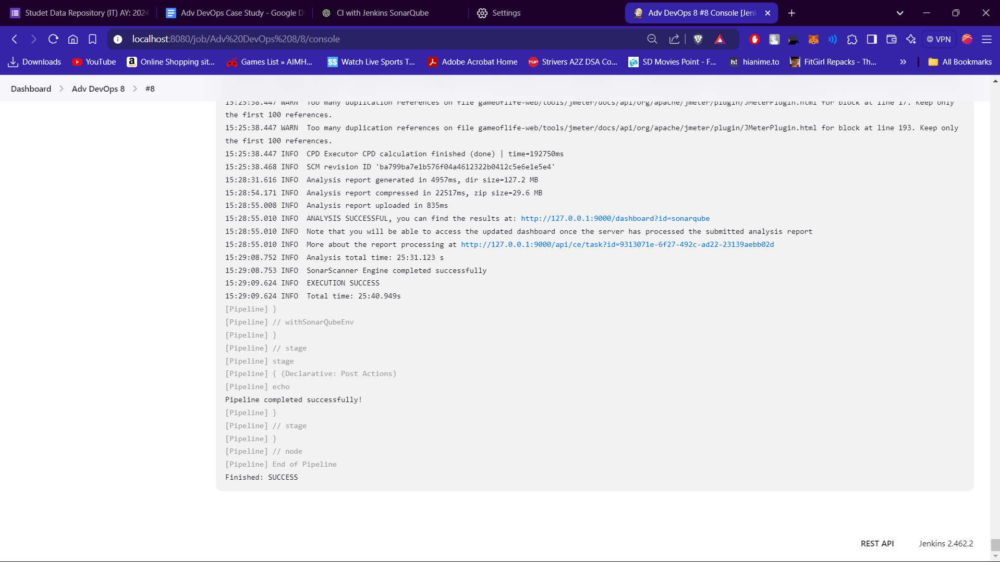 Studet Data Repository (IT) AY: 2024
Adv DevOps Case Study - Google D
CI with Jenkins SonarQube
Settings
Adv DevOps 8 #8 Console [Jenk
localhost:8080/job/Adv%20DevOps%208/8/console
VPN
Downloads
YouTube
Online Shopping sit...
Games List » AIMH...
Watch Live Sports T...
Adobe Acrobat Home
Strivers A2Z DSA Co...
SD Movies Point - F...
hianime.to
FitGirl Repacks - Th...
All Bookmarks
Dashboard > Adv DevOps 8 > #8
15:25:38.447 WARN  Too many duplication references on file gameoflife-web/tools/jmeter/docs/api/org/apache/jmeter/plugin/JMeterPlugin.html for block at line 17. Keep only
the first 100 references.
15:25:38.447 WARN  Too many duplication references on file gameoflife-web/tools/jmeter/docs/api/org/apache/jmeter/plugin/JMeterPlugin.html for block at line 193. Keep only
the first 100 references.
15:25:38.447 INFO  CPD Executor CPD calculation finished (done) | time=192750ms
15:25:38.468 INFO  SCM revision ID 'ba799ba7e1b576f04a4612322b0412c5e6e1e5e4'
15:28:31.616 INFO  Analysis report generated in 4957ms, dir size=127.2 MB
15:28:54.171 INFO  Analysis report compressed in 22517ms, zip size=29.6 MB
15:28:55.008 INFO  Analysis report uploaded in 835ms
15:28:55.010 INFO  ANALYSIS SUCCESSFUL, you can find the results at: http://127.0.0.1:9000/dashboard?id=sonarqube
15:28:55.010 INFO  Note that you will be able to access the updated dashboard once the server has processed the submitted analysis report
15:28:55.010 INFO  More about the report processing at http://127.0.0.1:9000/api/ce/task?id=9313071e-6f27-492c-ad22-23139aebb02d
15:29:08.752 INFO  Analysis total time: 25:31.123 s
15:29:08.753 INFO  SonarScanner Engine completed successfully
15:29:09.624 INFO  EXECUTION SUCCESS
15:29:09.624 INFO  Total time: 25:40.949s
[Pipeline] }
[Pipeline] // withSonarQubeEnv
[Pipeline] }
[Pipeline] // stage
[Pipeline] stage
[Pipeline] { (Declarative: Post Actions)
[Pipeline] echo
Pipeline completed successfully!
[Pipeline] }
[Pipeline] // stage
[Pipeline] }
[Pipeline] // node
[Pipeline] End of Pipeline
Finished: SUCCESS
REST API
Jenkins 2.462.2